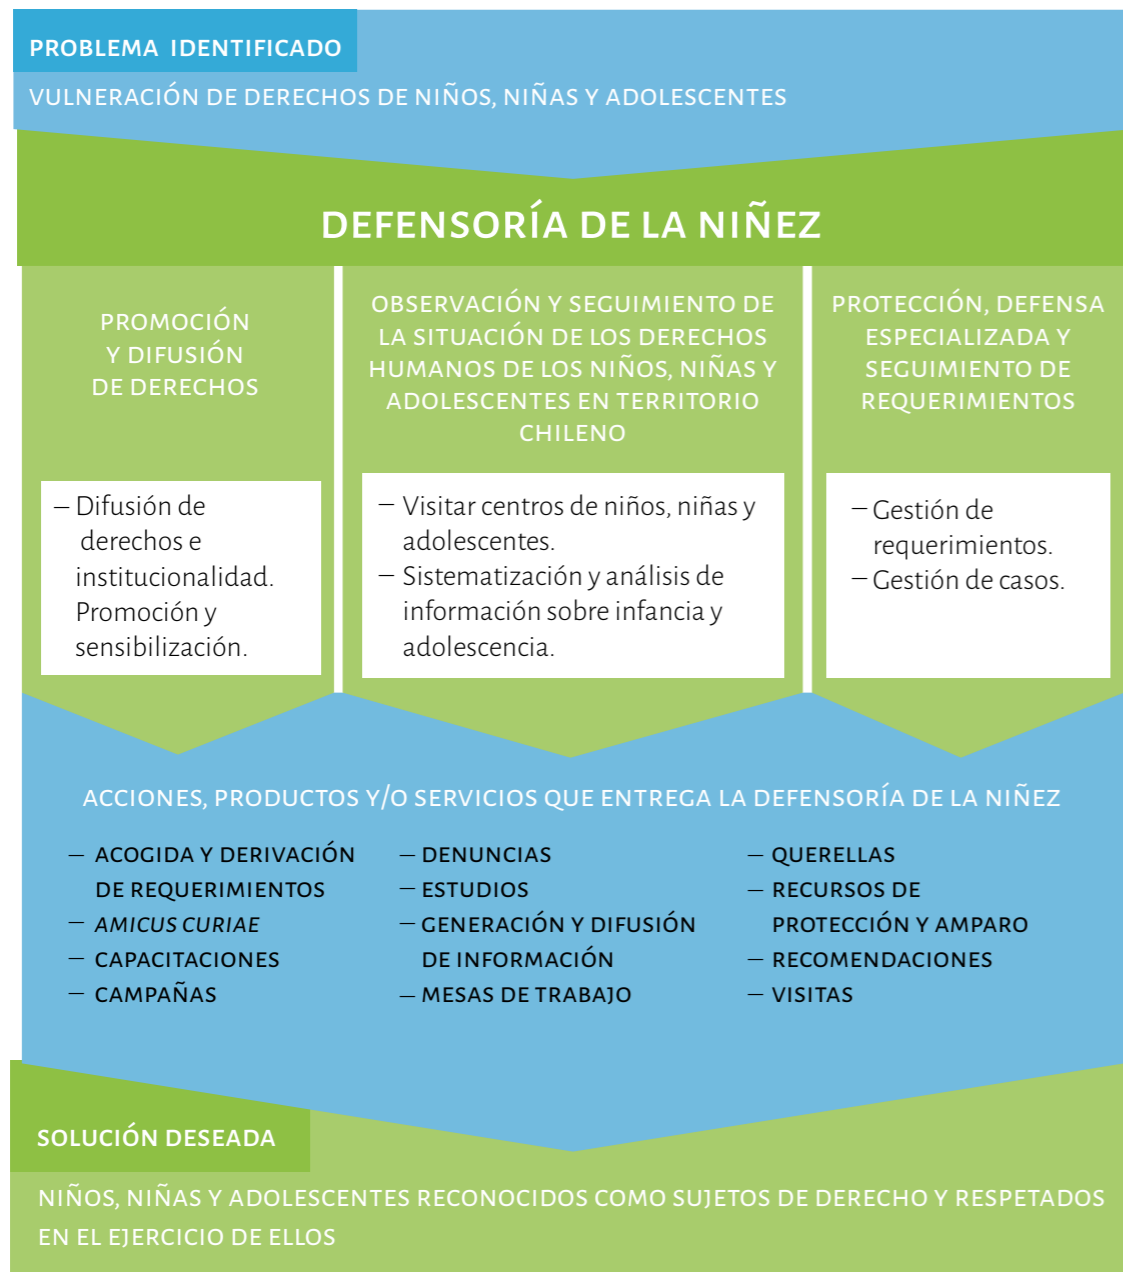 PROBLEMA IDENTIFICADO
VULNERACIÓN DE DERECHOS DE NIÑOS, NIÑAS Y ADOLESCENTES
DEFENSORÍA DE LA NIÑEZ
PROMOCIÓN
Y DIFUSIÓN
DE DERECHOS
– Difusión de
derechos e
institucionalidad.
Promoción y
sensibilización.
OBSERVACIÓN Y SEGUIMIENTO DE
LA SITUACIÓN DE LOS DERECHOS
HUMANOS DE LOS NIÑOS, NIÑAS Y
ADOLESCENTES EN TERRITORIO
CHILENO
– Visitar centros de niños, niñas y
adolescentes.
– Sistematización y análisis de
información sobre infancia y
adolescencia.
PROTECCIÓN, DEFENSA
ESPECIALIZADA Y
SEGUIMIENTO DE
REQUERIMIENTOS
– Gestión de
requerimientos.
– Gestión de casos.
ACCIONES, PRODUCTOS Y/O SERVICIOS QUE ENTREGA LA DEFENSORÍA DE LA NIÑEZ
– ACOGIDA Y DERIVACIÓN
DE REQUERIMIENTOS
– AMICUS CURIAE
– CAPACITACIONES
– CAMPAÑAS
– DENUNCIAS
– ESTUDIOS
– GENERACIÓN Y DIFUSIÓN
DE INFORMACIÓN
– MESAS DE TRABAJO
– QUERELLAS
– RECURSOS DE
PROTECCIÓN Y AMPARO
– RECOMENDACIONES
– VISITAS
SOLUCIÓN DESEADA
NIÑOS, NIÑAS Y ADOLESCENTES RECONOCIDOS COMO SUJETOS DE DERECHO Y RESPETADOS
EN EL EJERCICIO DE ELLOS